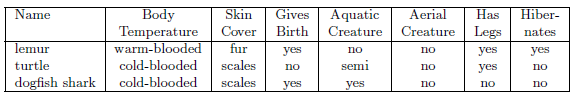 Name Body Skin Gives Aquatic Aerial Has Hiber-
Temperature Cover Birth Creature Creature Legs nates
lemur warm-blooded fur yes no no yes yes
turtle cold-blooded scales no semi no yes no
dogfish shark cold-blooded scales yes yes no no no